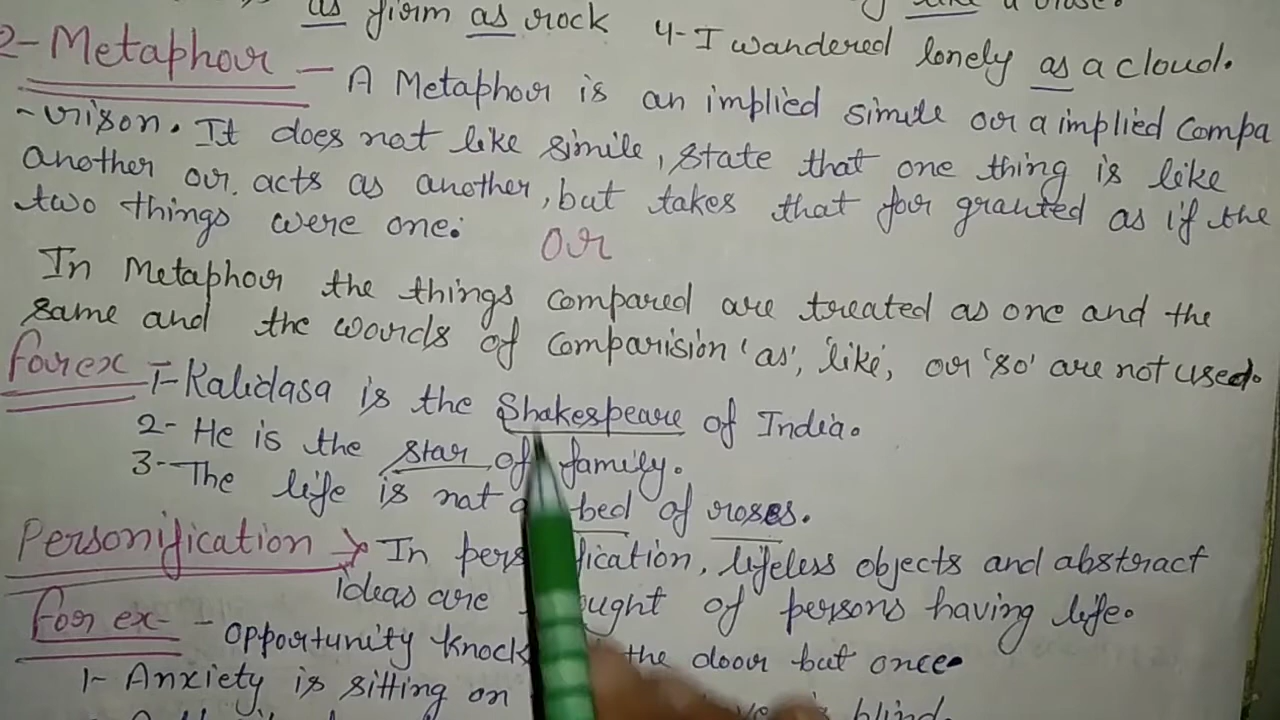 as firm as rock 4- I wandered lonely as a cloud.
2- Metaphor - A Metaphor is an implied simile or a implied compa
-rison. It does not like simile, state that one thing is like
another or acts as another, but takes that for granted as if the
two things were one.
or
In Metaphor the things compared are treated as one and the
same and the words of comparision 'as', 'like', or 'so' are not used.
for ex 1- Kalidasa is the Shakespeare of India.
2- He is the star of family.
3- The life is not bed of roses.
Personification → In fication, lifeless objects and abstract
ideas are of persons having life.
for ex- - opportunity knock the door but once.
1- Anxiety is sitting on blind.